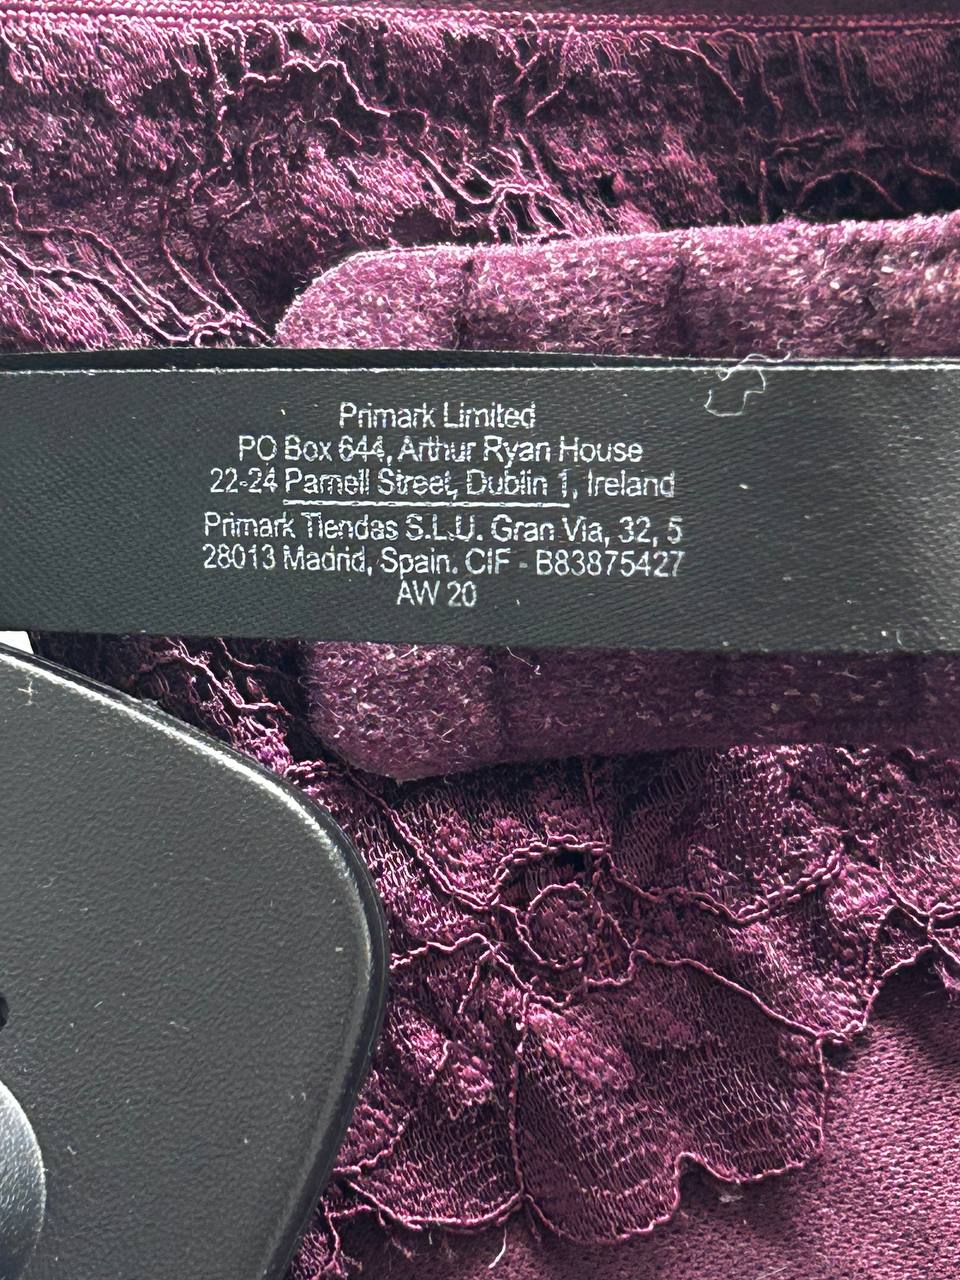 Primark Limited
PO Box 644, Arthur Ryan House
22-24 Parnell Street, Dublin 1, Ireland
Primark Tiendas S.L.U. Gran Via, 32, 5
28013 Madrid, Spain. CIF - B83875427
AW 20